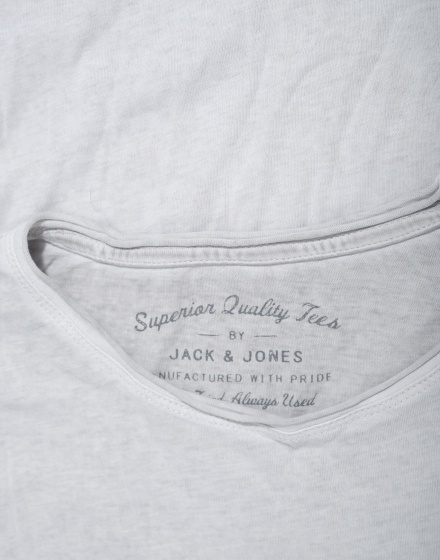 Superior Quality Tees
— BY —
JACK & JONES
NUFACTURED WITH PRIDE
Always Used